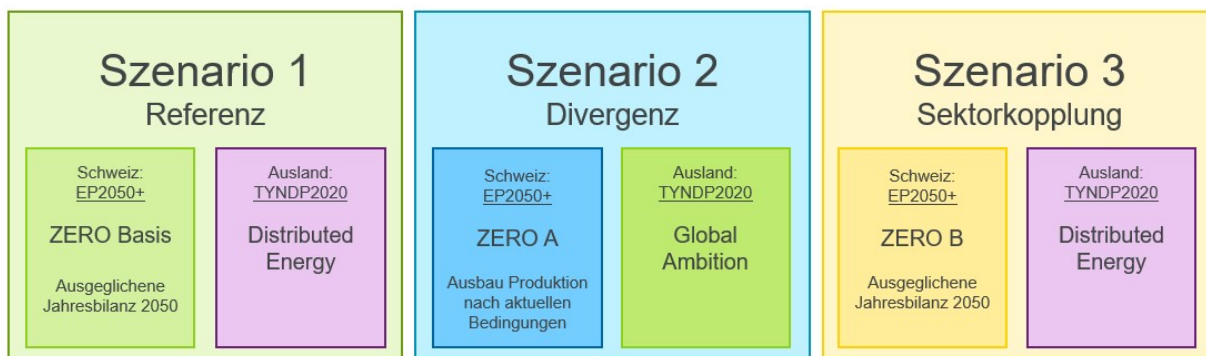 Szenario 1
Referenz
Schweiz:
EP2050+
ZERO Basis
Ausgeglichene
Jahresbilanz 2050
Ausland:
TYNDP2020
Distributed
Energy
Szenario 2
Divergenz
Schweiz:
EP2050+
ZERO A
Ausbau Produktion
nach aktuellen
Bedingungen
Ausland:
TYNDP2020
Global
Ambition
Szenario 3
Sektorkopplung
Schweiz:
EP2050+
ZERO B
Ausgeglichene
Jahresbilanz 2050
Ausland:
TYNDP2020
Distributed
Energy